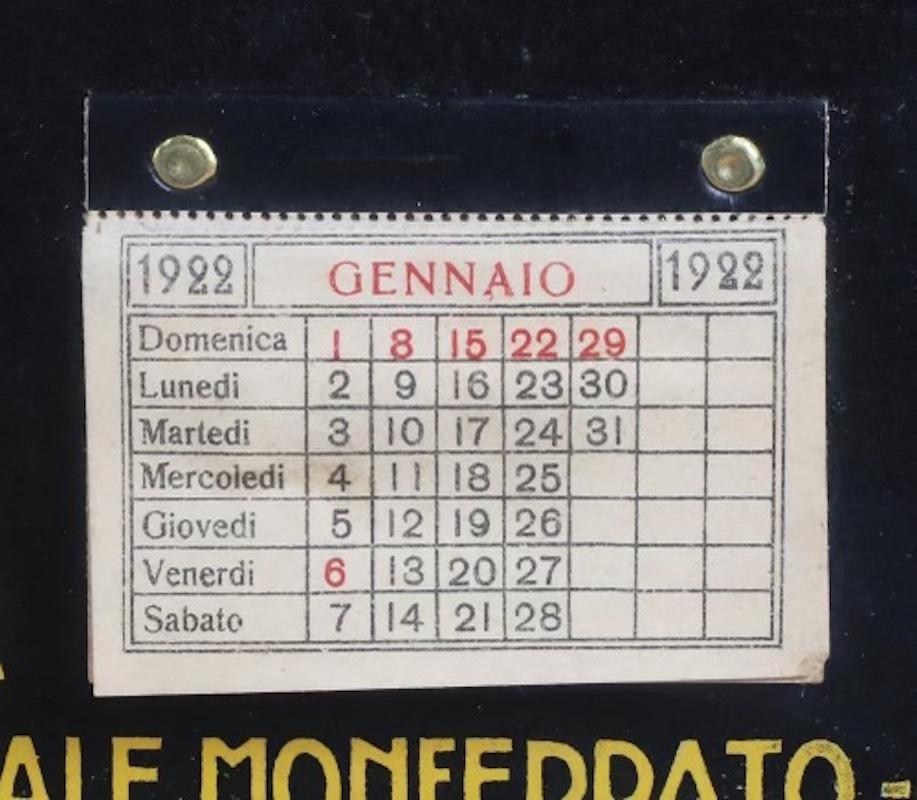 1922 GENNAIO 1922
Domenica 1 8 15 22 29
Lunedi 2 9 16 23 30
Martedi 3 10 17 24 31
Mercoledi 4 11 18 25
Giovedi 5 12 19 26
Venerdi 6 13 20 27
Sabato 7 14 21 28
ALE MONFERRATO -